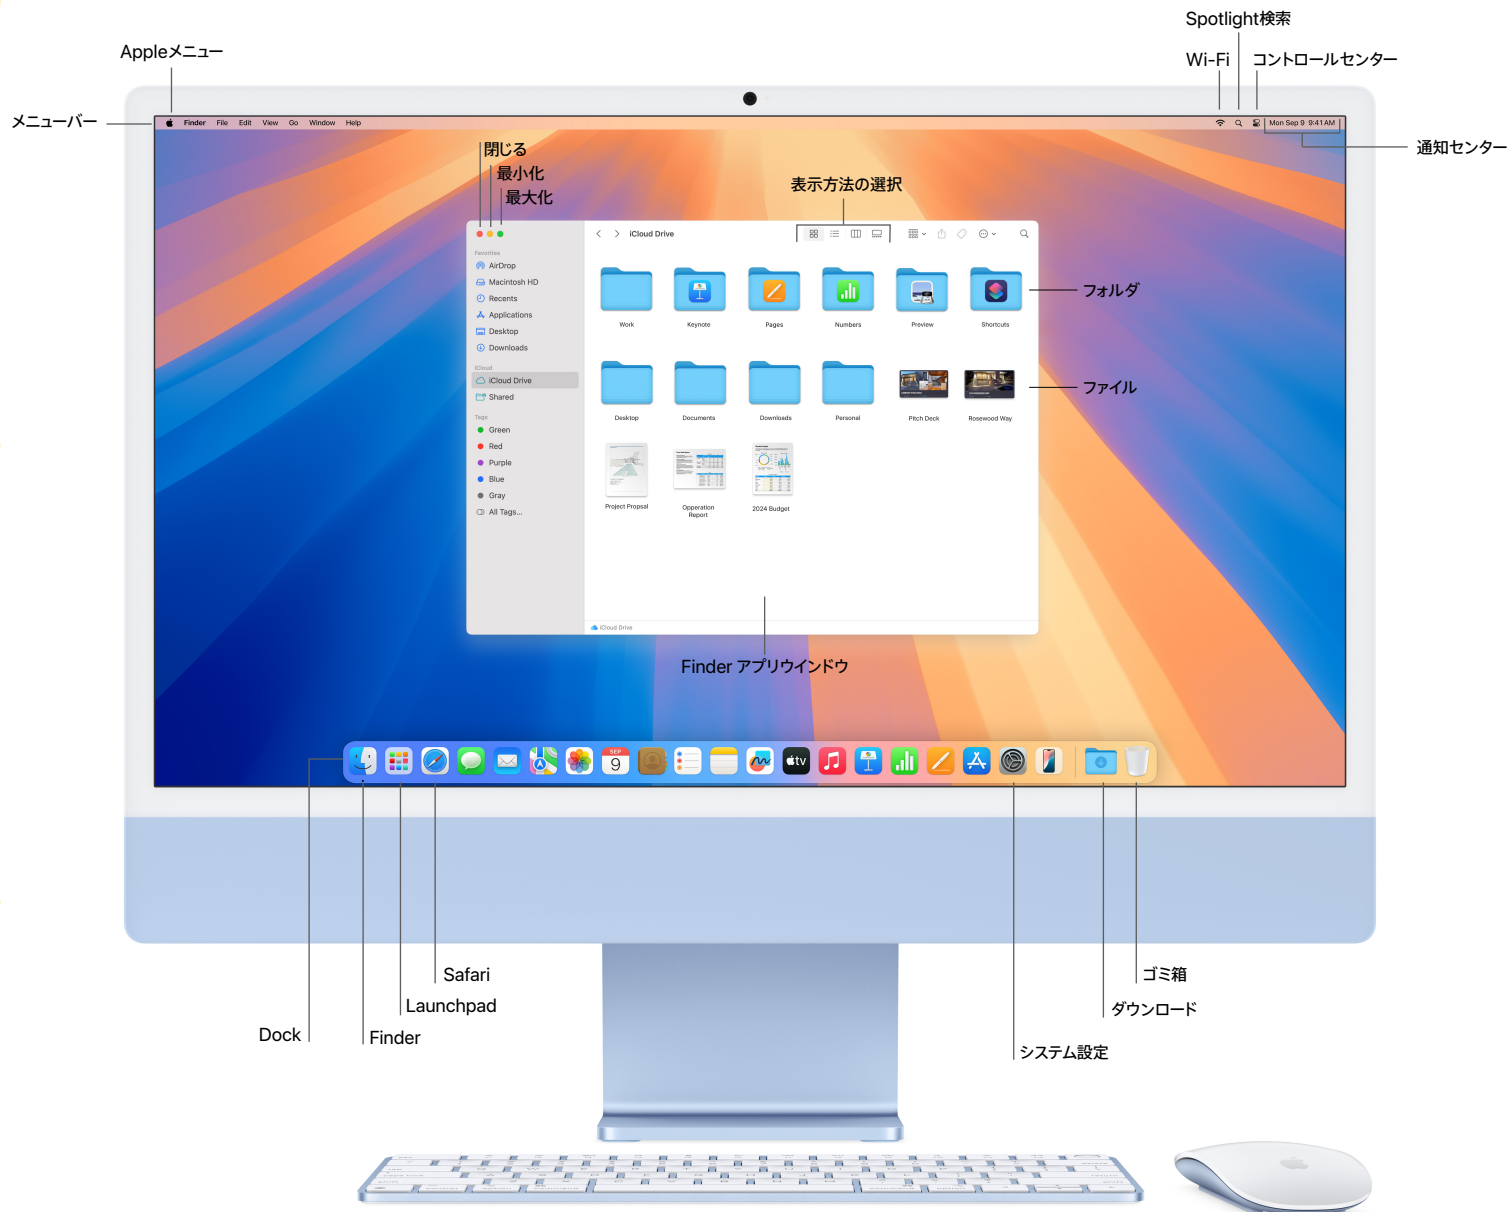 Spotlight検索
Appleメニュー
Wi-Fi
コントロールセンター
メニューバー
Finder File Edit View Go Window Help
Mon Sep 9 9:41 AM
通知センター
閉じる
最小化
最大化
表示方法の選択
iCloud Drive
Favorites
AirDrop
Macintosh HD
Recents
Applications
Desktop
Downloads
iCloud
iCloud Drive
Shared
Tags
Green
Red
Purple
Blue
Gray
All Tags...
Work Keynote Pages Numbers Preview Shortcuts
フォルダ
Desktop Documents Downloads Personal Pitch Deck Rosewood Way
ファイル
Project Propsal
Opperation
Report
2024 Budget
iCloud Drive
Finder アプリウインドウ
SEP
9
tv
Safari
Launchpad
Dock
Finder
ゴミ箱
ダウンロード
システム設定